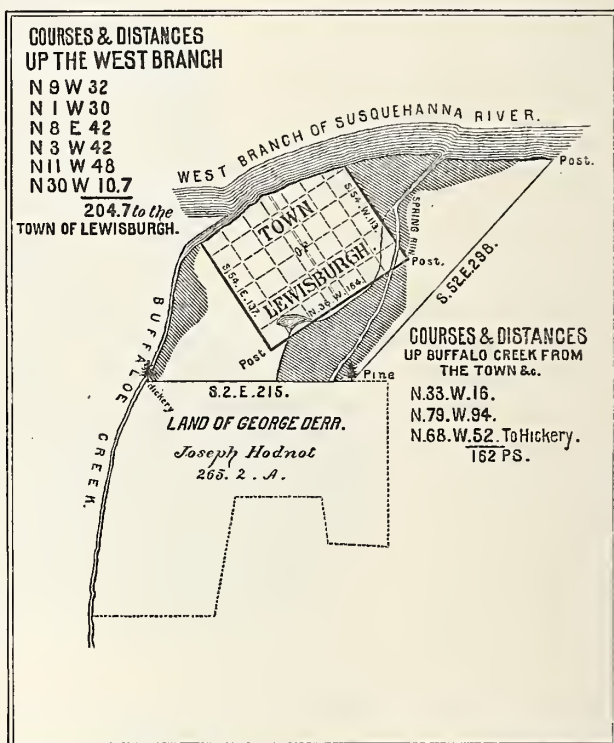 COURSES & DISTANCES
UP THE WEST BRANCH
N 9 W 32
N 1 W 30
N 8 E 42
N 3 W 42
N 11 W 48
N 30 W 10.7
204.7 to the
TOWN OF LEWISBURGH.
WEST BRANCH OF SUSQUEHANNA RIVER.
Post.
TOWN
OF
LEWISBURGH
S.54.W.113.
S.54.E.137.
N.36.W.164
SPRING RUN
Post.
S.52.E.298.
Post
BUFFALOE CREEK.
Hickery
Pine
S.2.E.215.
COURSES & DISTANCES
UP BUFFALO CREEK FROM
THE TOWN &c.
N.33.W.16.
N.79.W.94.
N.68.W.52. To Hickery.
162 PS.
LAND OF GEORGE DERR.
Joseph Hodnot
265. 2. A.